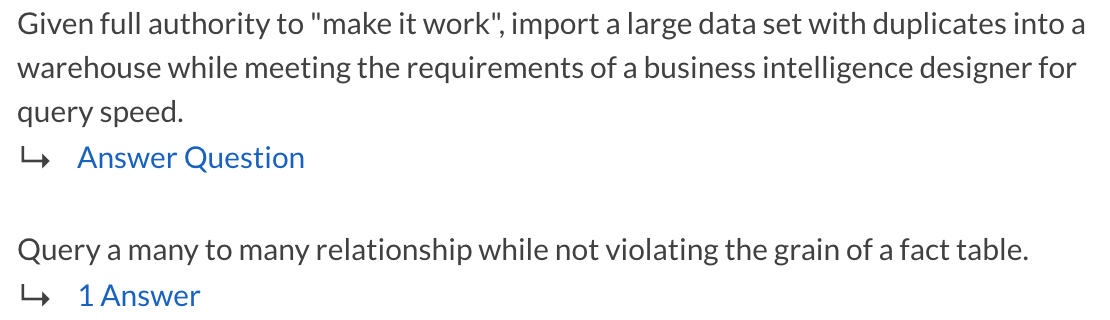 Given full authority to "make it work", import a large data set with duplicates into a
warehouse while meeting the requirements of a business intelligence designer for
query speed.
↳ Answer Question
Query a many to many relationship while not violating the grain of a fact table.
↳ 1 Answer